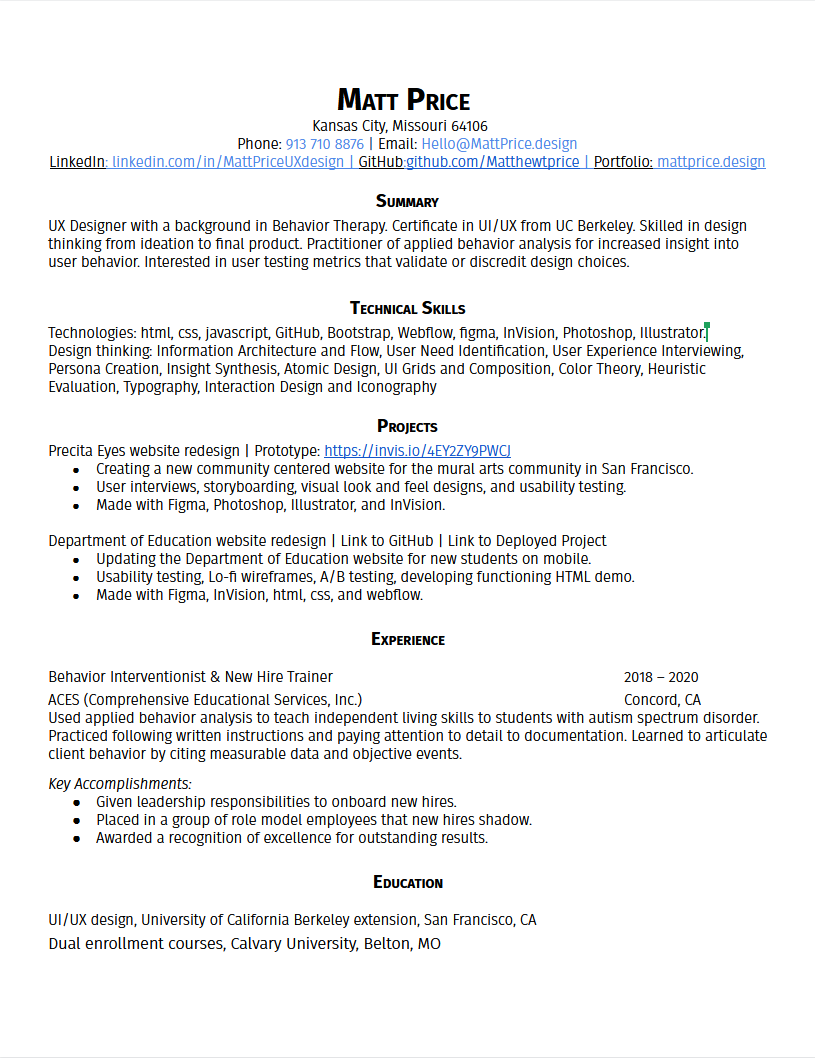 Matt Price
Kansas City, Missouri 64106
Phone: 913 710 8876 | Email: Hello@MattPrice.design
LinkedIn: linkedin.com/in/MattPriceUXdesign | GitHub:github.com/Matthewtprice | Portfolio: mattprice.design
Summary
UX Designer with a background in Behavior Therapy. Certificate in UI/UX from UC Berkeley. Skilled in design
thinking from ideation to final product. Practitioner of applied behavior analysis for increased insight into
user behavior. Interested in user testing metrics that validate or discredit design choices.
Technical Skills
Technologies: html, css, javascript, GitHub, Bootstrap, Webflow, figma, InVision, Photoshop, Illustrator.
Design thinking: Information Architecture and Flow, User Need Identification, User Experience Interviewing,
Persona Creation, Insight Synthesis, Atomic Design, UI Grids and Composition, Color Theory, Heuristic
Evaluation, Typography, Interaction Design and Iconography
Projects
Precita Eyes website redesign | Prototype: https://invis.io/4EY2ZY9PWCJ
● Creating a new community centered website for the mural arts community in San Francisco.
● User interviews, storyboarding, visual look and feel designs, and usability testing.
● Made with Figma, Photoshop, Illustrator, and InVision.
Department of Education website redesign | Link to GitHub | Link to Deployed Project
● Updating the Department of Education website for new students on mobile.
● Usability testing, Lo-fi wireframes, A/B testing, developing functioning HTML demo.
● Made with Figma, InVision, html, css, and webflow.
Experience
Behavior Interventionist & New Hire Trainer 2018 – 2020
ACES (Comprehensive Educational Services, Inc.) Concord, CA
Used applied behavior analysis to teach independent living skills to students with autism spectrum disorder.
Practiced following written instructions and paying attention to detail to documentation. Learned to articulate
client behavior by citing measurable data and objective events.
Key Accomplishments:
● Given leadership responsibilities to onboard new hires.
● Placed in a group of role model employees that new hires shadow.
● Awarded a recognition of excellence for outstanding results.
Education
UI/UX design, University of California Berkeley extension, San Francisco, CA
Dual enrollment courses, Calvary University, Belton, MO